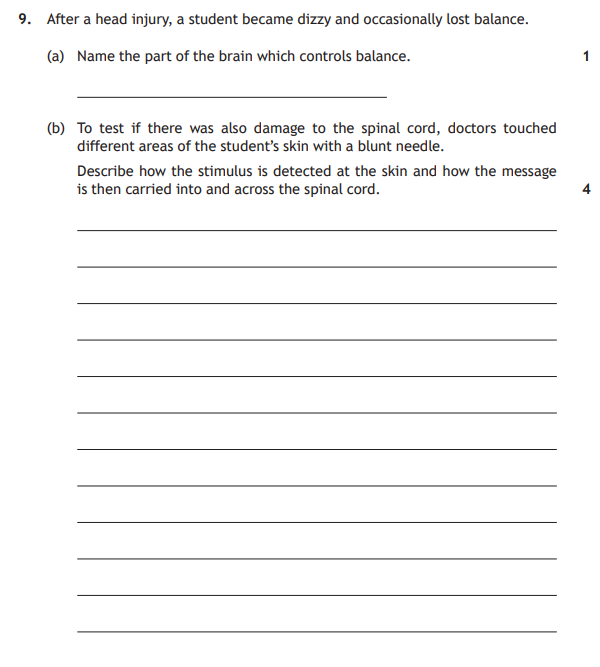 9. After a head injury, a student became dizzy and occasionally lost balance.
(a) Name the part of the brain which controls balance. 1
(b) To test if there was also damage to the spinal cord, doctors touched
different areas of the student’s skin with a blunt needle.
Describe how the stimulus is detected at the skin and how the message
is then carried into and across the spinal cord. 4